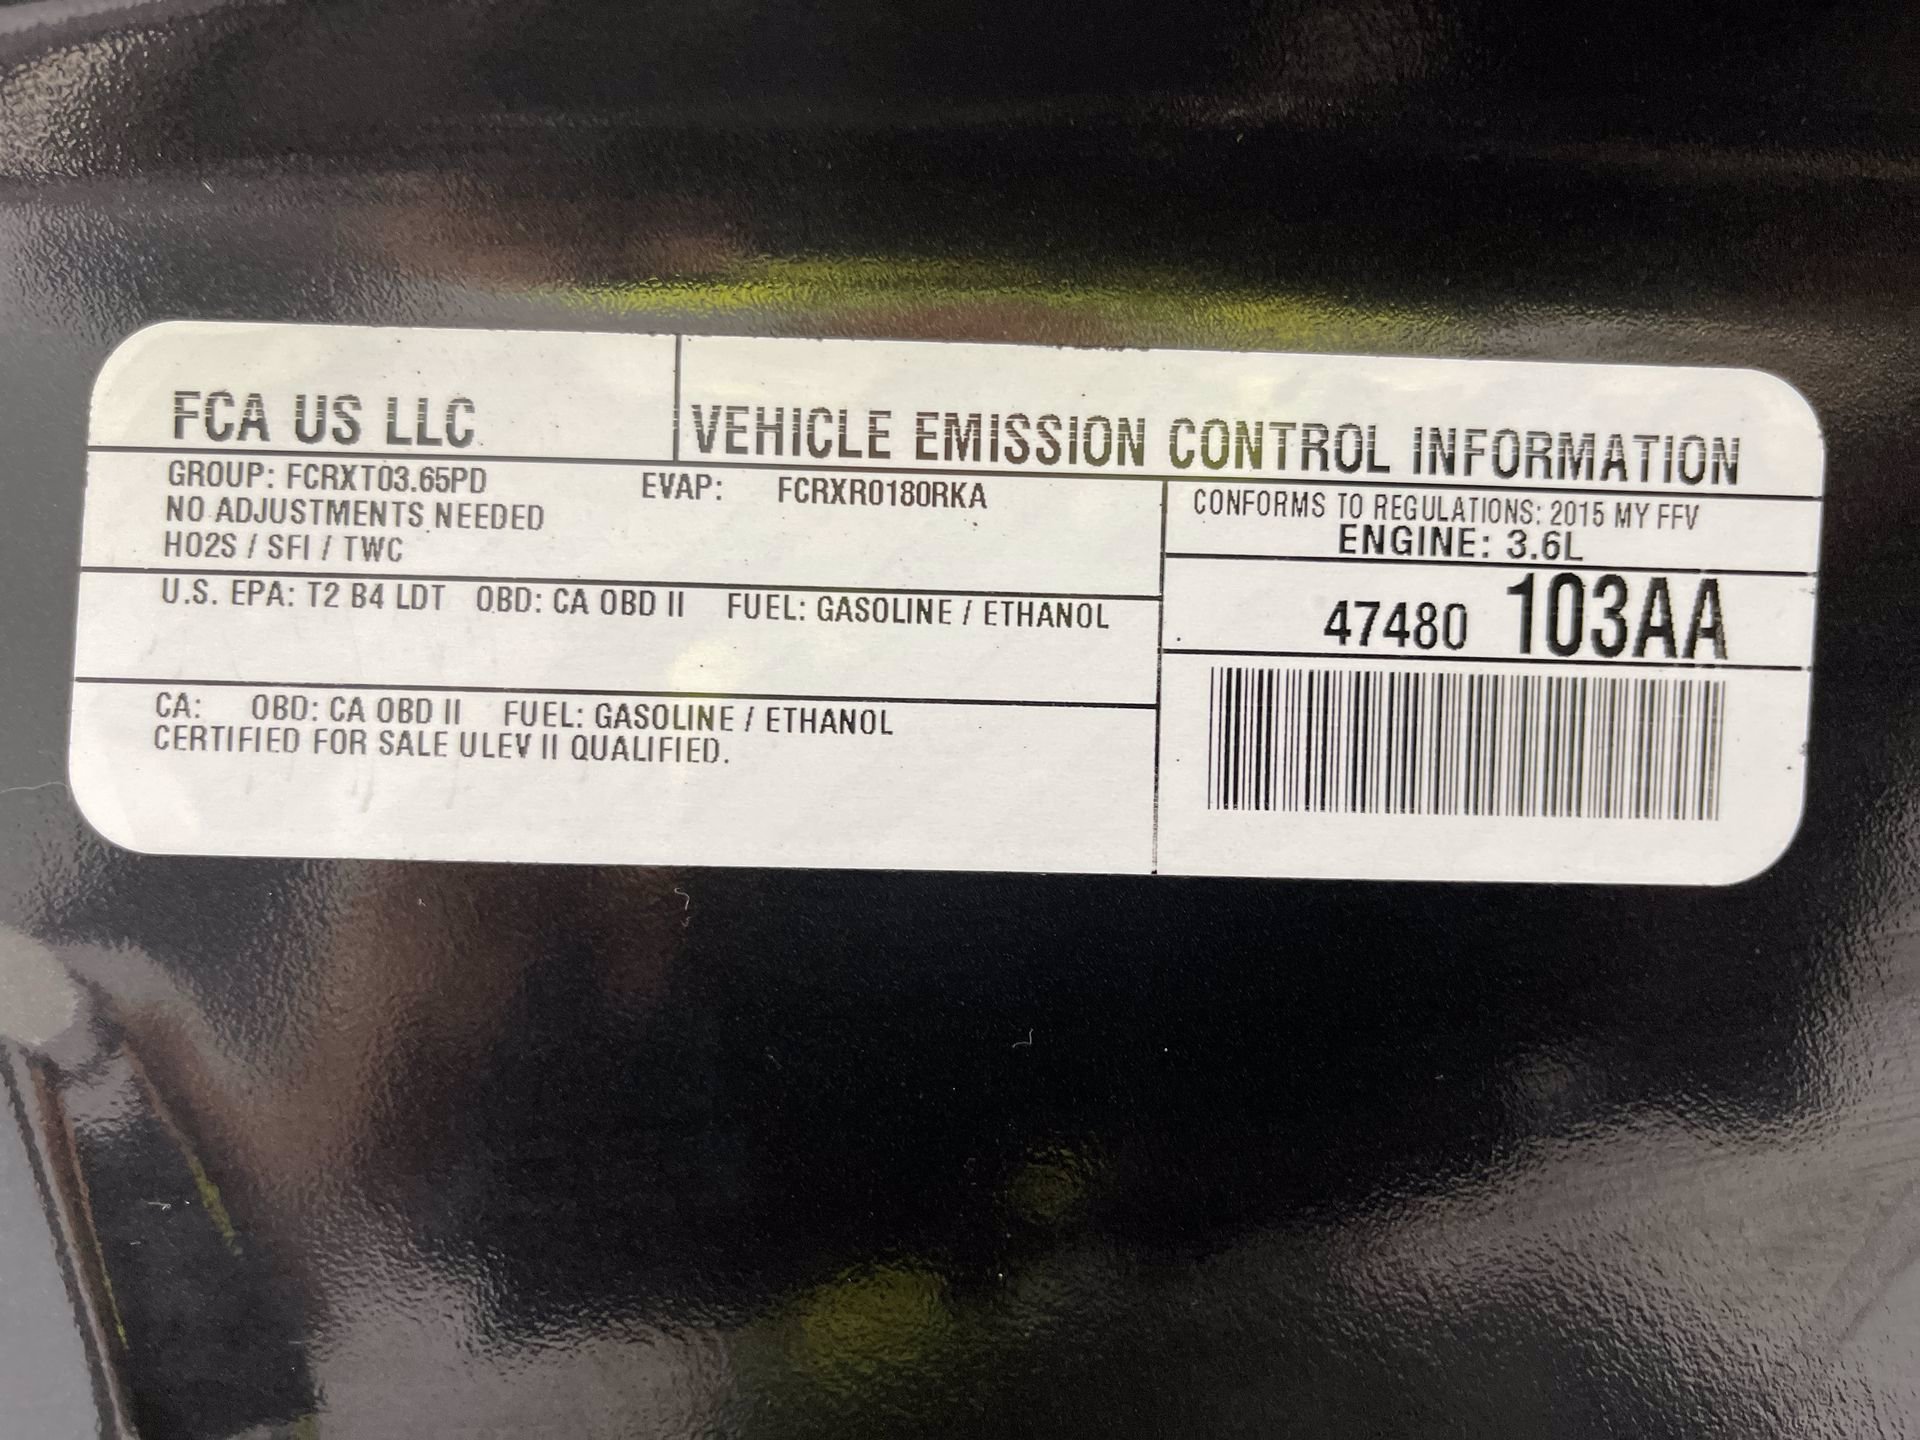 FCA US LLC
VEHICLE EMISSION CONTROL INFORMATION
GROUP: FCRXT03.65PD EVAP: FCRXR0180RKA
NO ADJUSTMENTS NEEDED
HO2S / SFI / TWC
CONFORMS TO REGULATIONS: 2015 MY FFV
ENGINE: 3.6L
U.S. EPA: T2 B4 LDT OBD: CA OBD II FUEL: GASOLINE / ETHANOL
47480 103AA
CA: OBD: CA OBD II FUEL: GASOLINE / ETHANOL
CERTIFIED FOR SALE ULEV II QUALIFIED.